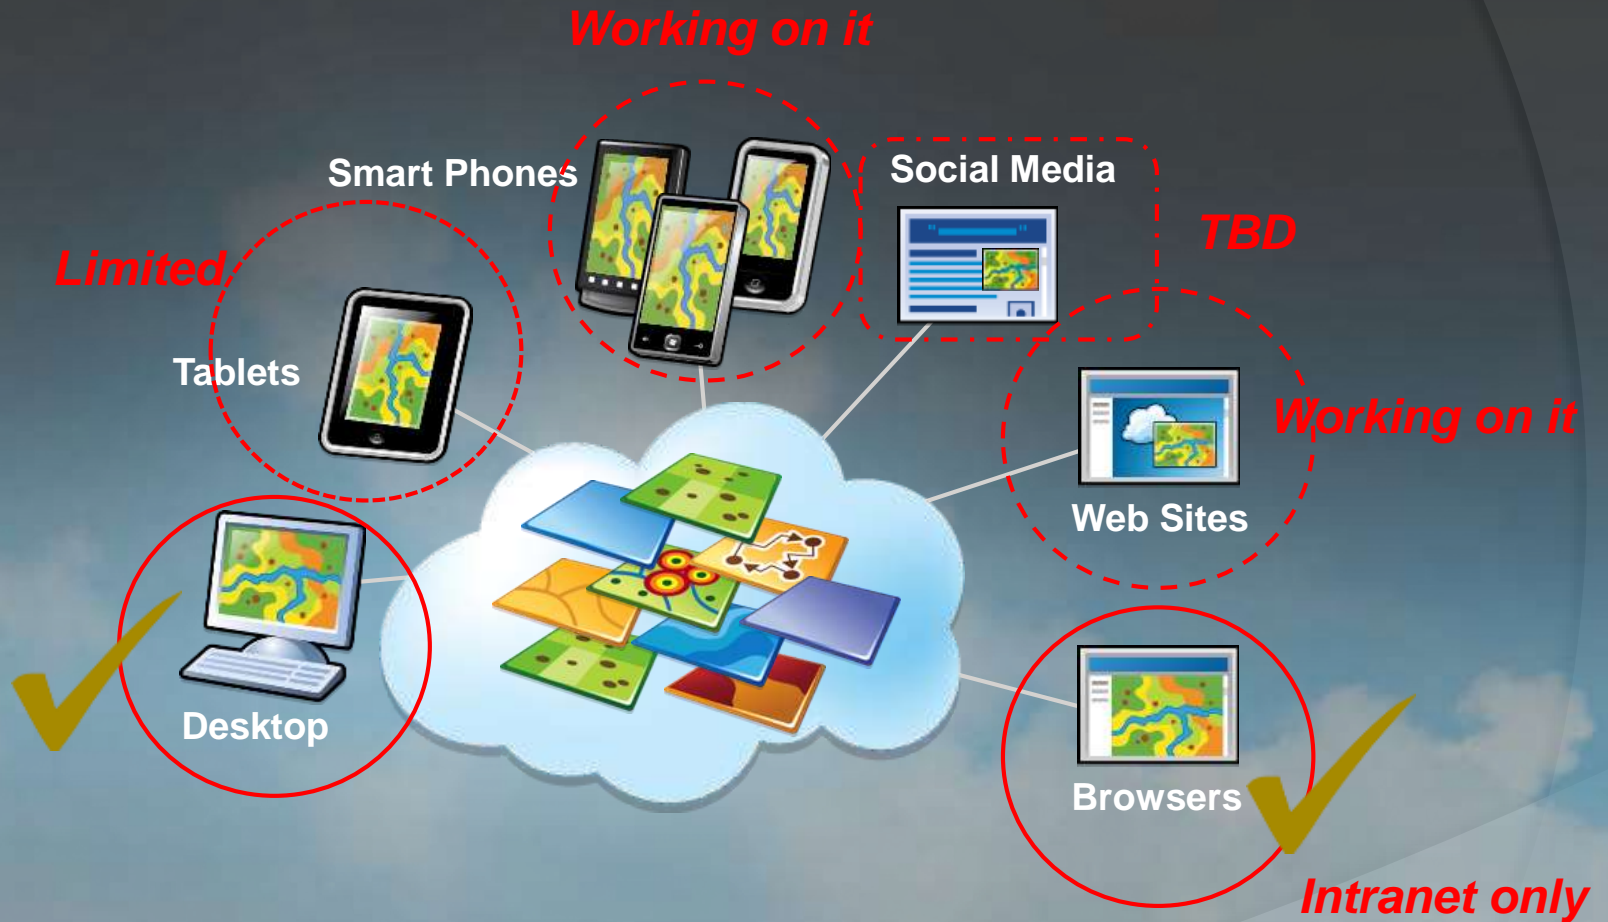 Working on it
Smart Phones
Social Media
TBD
Limited
Tablets
Working on it
Web Sites
Desktop
Browsers
Intranet only